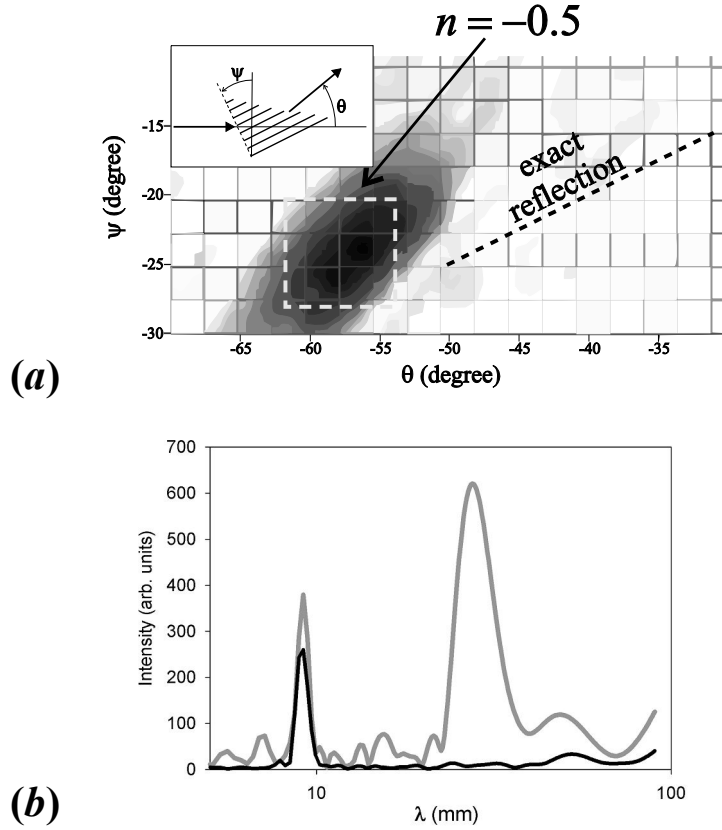 n = −0.5
ψ
θ
exact
reflection
ψ (degree)
-15
-20
-25
-30
-65
-60
-55
-50
-45
-40
-35
θ (degree)
(a)
700
600
500
400
300
200
100
0
Intensity (arb. units)
10
100
λ (mm)
(b)